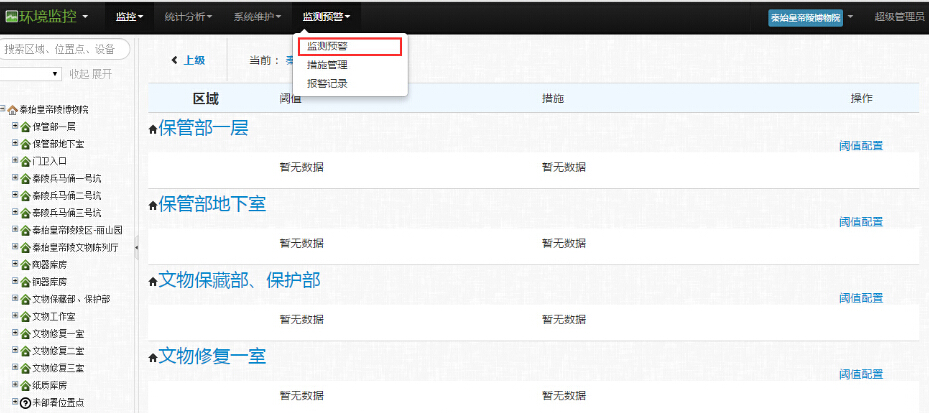 环境监控 监控 统计分析 系统维护 监测预警 秦始皇帝陵博物院 超级管理员
搜索区域、位置点、设备
收起 展开
上级 当前：
监测预警
措施管理
报警记录
区域 阈值 措施 操作
秦始皇帝陵博物院
保管部一层
保管部地下室
门卫入口
秦陵兵马俑一号坑
秦陵兵马俑二号坑
秦陵兵马俑三号坑
秦始皇帝陵陵区-丽山园
秦始皇帝陵文物陈列厅
陶器库房
铜器库房
文物保藏部、保护部
文物工作室
文物修复一室
文物修复二室
文物修复三室
纸质库房
未部署位置点
保管部一层
阈值配置
暂无数据 暂无数据
保管部地下室
阈值配置
暂无数据 暂无数据
文物保藏部、保护部
阈值配置
暂无数据 暂无数据
文物修复一室
阈值配置
暂无数据 暂无数据